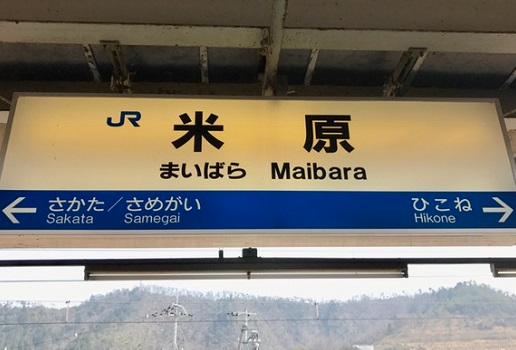 JR 米原
まいばら Maibara
← さかた／さめがい ひこね →
Sakata Samegai Hikone